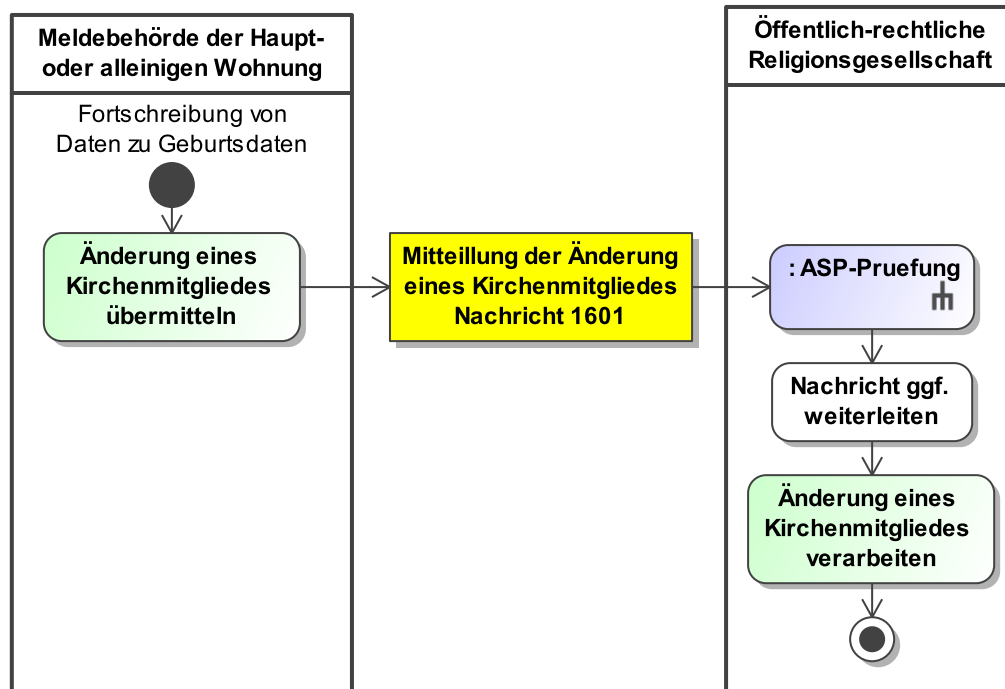 Meldebehörde der Haupt-
oder alleinigen Wohnung
Fortschreibung von
Daten zu Geburtsdaten
Änderung eines
Kirchenmitgliedes
übermitteln
Mitteillung der Änderung
eines Kirchenmitgliedes
Nachricht 1601
Öffentlich-rechtliche
Religionsgesellschaft
: ASP-Pruefung
Nachricht ggf.
weiterleiten
Änderung eines
Kirchenmitgliedes
verarbeiten